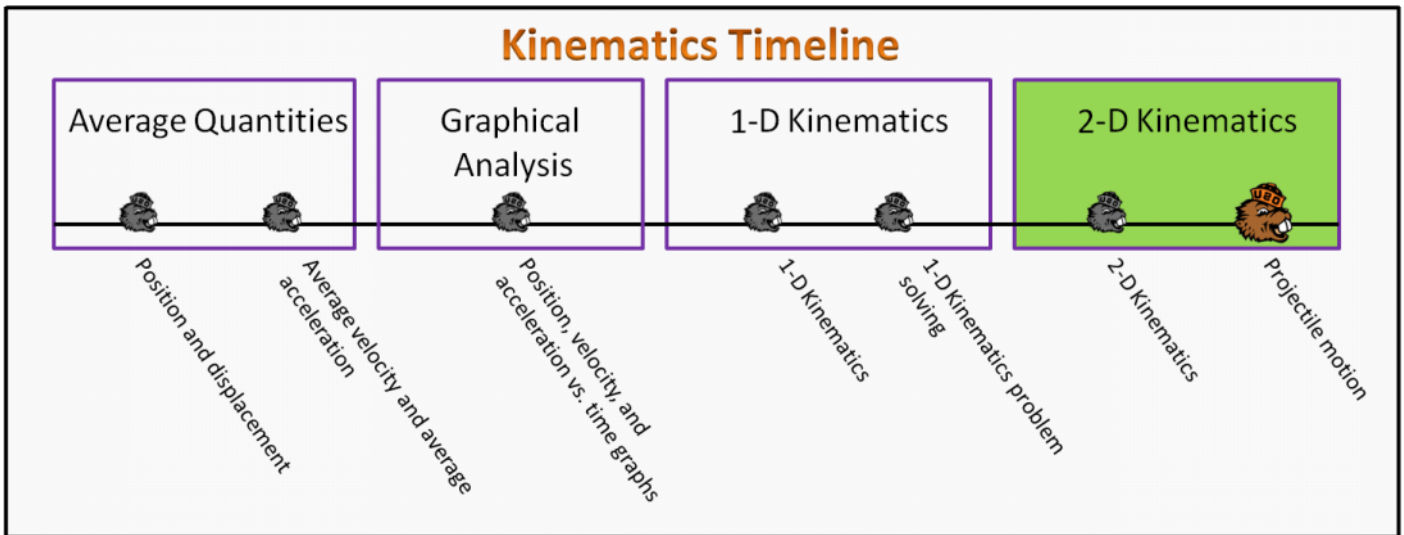 Kinematics Timeline
Average Quantities
Graphical
Analysis
1-D Kinematics
2-D Kinematics
Position and displacement
Average velocity and average
acceleration
Position, velocity, and
acceleration vs. time graphs
1-D Kinematics
1-D Kinematics problem
solving
2-D Kinematics
Projectile motion